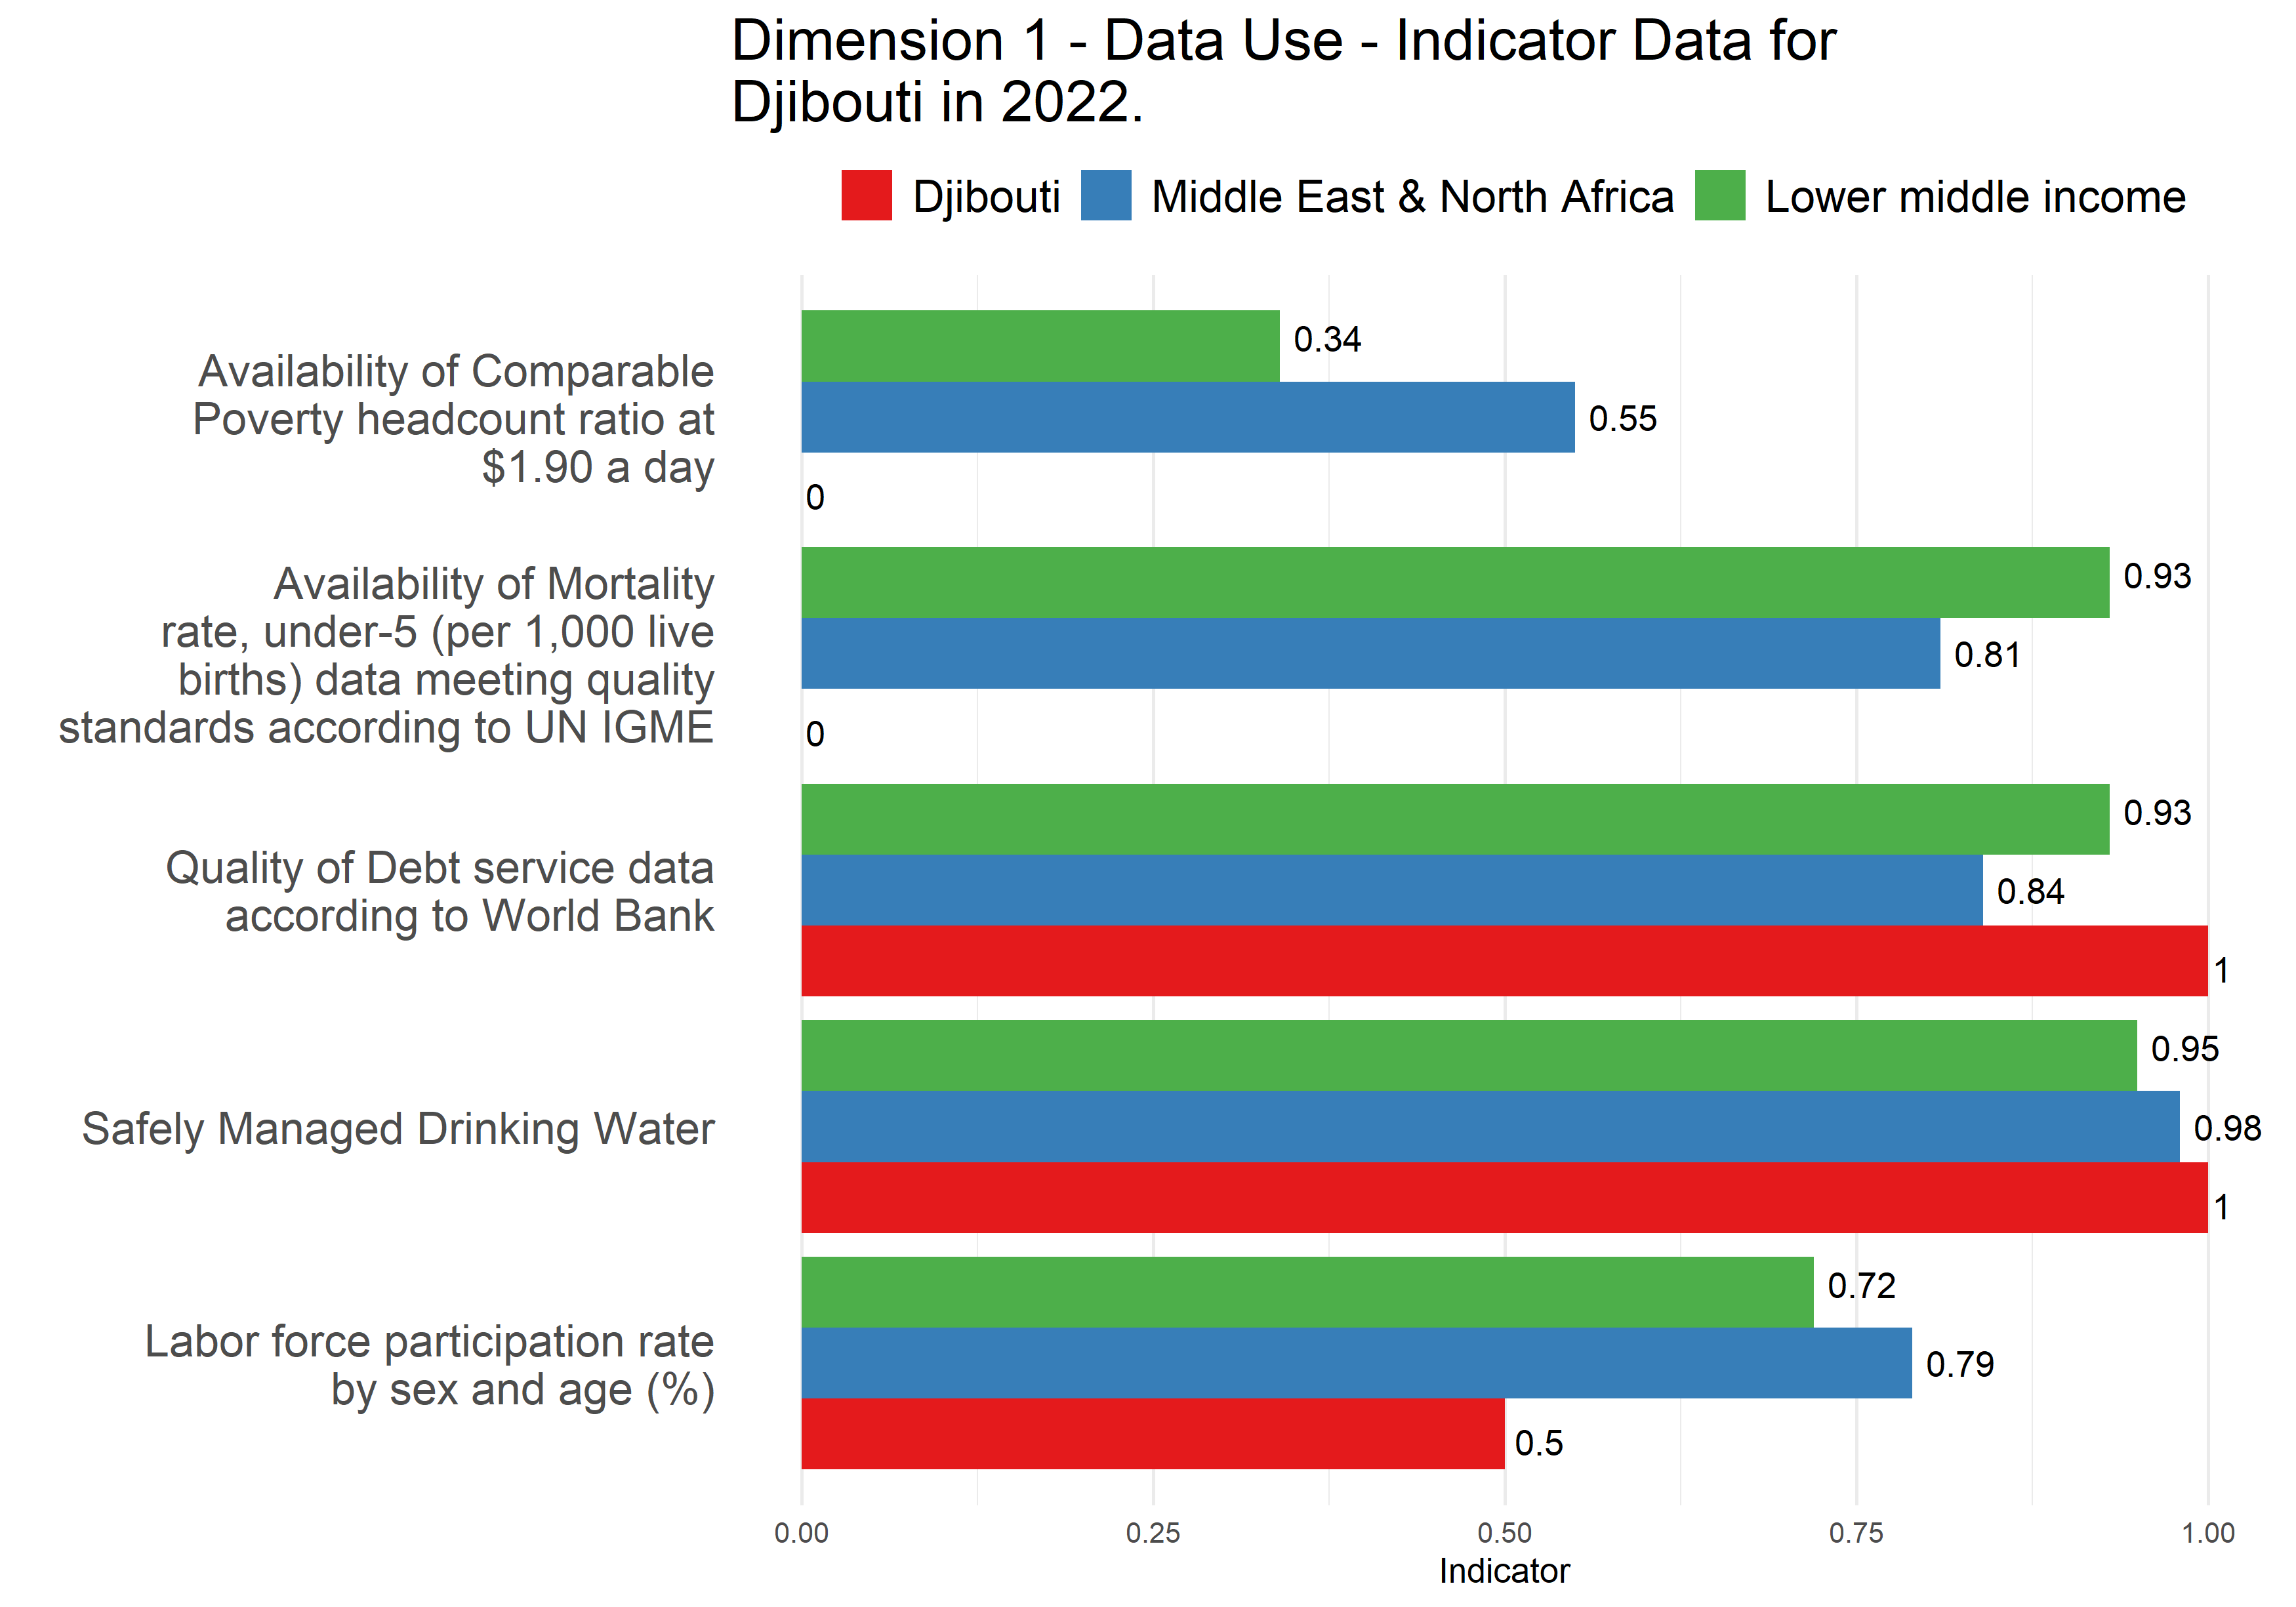 Dimension 1 - Data Use - Indicator Data for
Djibouti in 2022.
Djibouti
Middle East & North Africa
Lower middle income
Availability of Comparable
Poverty headcount ratio at
$1.90 a day
0.34
0.55
0
Availability of Mortality
rate, under-5 (per 1,000 live
births) data meeting quality
standards according to UN IGME
0.93
0.81
0
Quality of Debt service data
according to World Bank
0.93
0.84
1
Safely Managed Drinking Water
0.95
0.98
1
Labor force participation rate
by sex and age (%)
0.72
0.79
0.5
0.00
0.25
0.50
0.75
1.00
Indicator